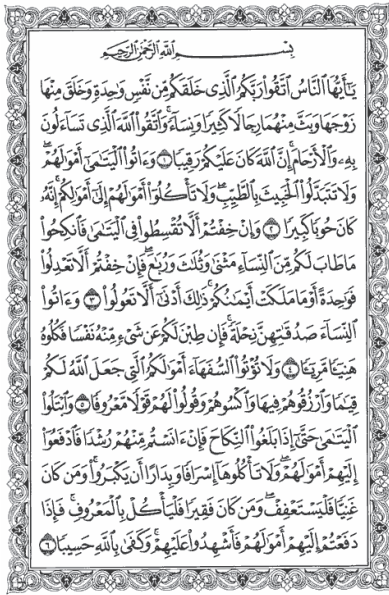 بِسْمِ اللَّهِ الرَّحْمَٰنِ الرَّحِيمِ
يَٰٓأَيُّهَا ٱلنَّاسُ ٱتَّقُوا۟ رَبَّكُمُ ٱلَّذِى خَلَقَكُم مِّن نَّفْسٍ وَٰحِدَةٍ وَخَلَقَ مِنْهَا
زَوْجَهَا وَبَثَّ مِنْهُمَا رِجَالًا كَثِيرًا وَنِسَآءً ۚ وَٱتَّقُوا۟ ٱللَّهَ ٱلَّذِى تَسَآءَلُونَ
بِهِۦ وَٱلْأَرْحَامَ ۚ إِنَّ ٱللَّهَ كَانَ عَلَيْكُمْ رَقِيبًا ١ وَءَاتُوا۟ ٱلْيَتَٰمَىٰٓ أَمْوَٰلَهُمْ ۖ
وَلَا تَتَبَدَّلُوا۟ ٱلْخَبِيثَ بِٱلطَّيِّبِ ۖ وَلَا تَأْكُلُوٓا۟ أَمْوَٰلَهُمْ إِلَىٰٓ أَمْوَٰلِكُمْ ۚ إِنَّهُۥ
كَانَ حُوبًا كَبِيرًا ٢ وَإِنْ خِفْتُمْ أَلَّا تُقْسِطُوا۟ فِى ٱلْيَتَٰمَىٰ فَٱنكِحُوا۟
مَا طَابَ لَكُم مِّنَ ٱلنِّسَآءِ مَثْنَىٰ وَثُلَٰثَ وَرُبَٰعَ ۖ فَإِنْ خِفْتُمْ أَلَّا تَعْدِلُوا۟
فَوَٰحِدَةً أَوْ مَا مَلَكَتْ أَيْمَٰنُكُمْ ۚ ذَٰلِكَ أَدْنَىٰٓ أَلَّا تَعُولُوا۟ ٣ وَءَاتُوا۟
ٱلنِّسَآءَ صَدُقَٰتِهِنَّ نِحْلَةً ۚ فَإِن طِبْنَ لَكُمْ عَن شَىْءٍ مِّنْهُ نَفْسًا فَكُلُوهُ
هَنِيٓـًٔا مَّرِيٓـًٔا ٤ وَلَا تُؤْتُوا۟ ٱلسُّفَهَآءَ أَمْوَٰلَكُمُ ٱلَّتِى جَعَلَ ٱللَّهُ لَكُمْ
قِيَٰمًا وَٱرْزُقُوهُمْ فِيهَا وَٱكْسُوهُمْ وَقُولُوا۟ لَهُمْ قَوْلًا مَّعْرُوفًا ٥ وَٱبْتَلُوا۟
ٱلْيَتَٰمَىٰ حَتَّىٰٓ إِذَا بَلَغُوا۟ ٱلنِّكَاحَ فَإِنْ ءَانَسْتُم مِّنْهُمْ رُشْدًا فَٱدْفَعُوٓا۟
إِلَيْهِمْ أَمْوَٰلَهُمْ ۖ وَلَا تَأْكُلُوهَآ إِسْرَافًا وَبِدَارًا أَن يَكْبَرُوا۟ ۚ وَمَن كَانَ
غَنِيًّا فَلْيَسْتَعْفِفْ ۖ وَمَن كَانَ فَقِيرًا فَلْيَأْكُلْ بِٱلْمَعْرُوفِ ۚ فَإِذَا
دَفَعْتُمْ إِلَيْهِمْ أَمْوَٰلَهُمْ فَأَشْهِدُوا۟ عَلَيْهِمْ ۚ وَكَفَىٰ بِٱللَّهِ حَسِيبًا ٦